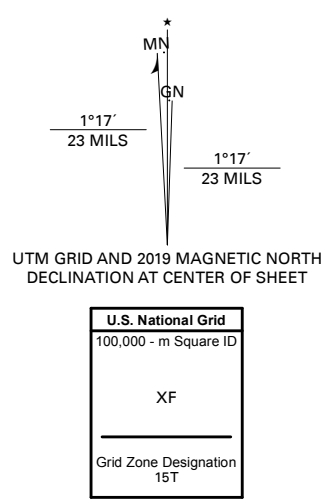 MN
GN
1°17´
23 MILS
1°17´
23 MILS
UTM GRID AND 2019 MAGNETIC NORTH
DECLINATION AT CENTER OF SHEET
U.S. National Grid
100,000 - m Square ID
XF
Grid Zone Designation
15T